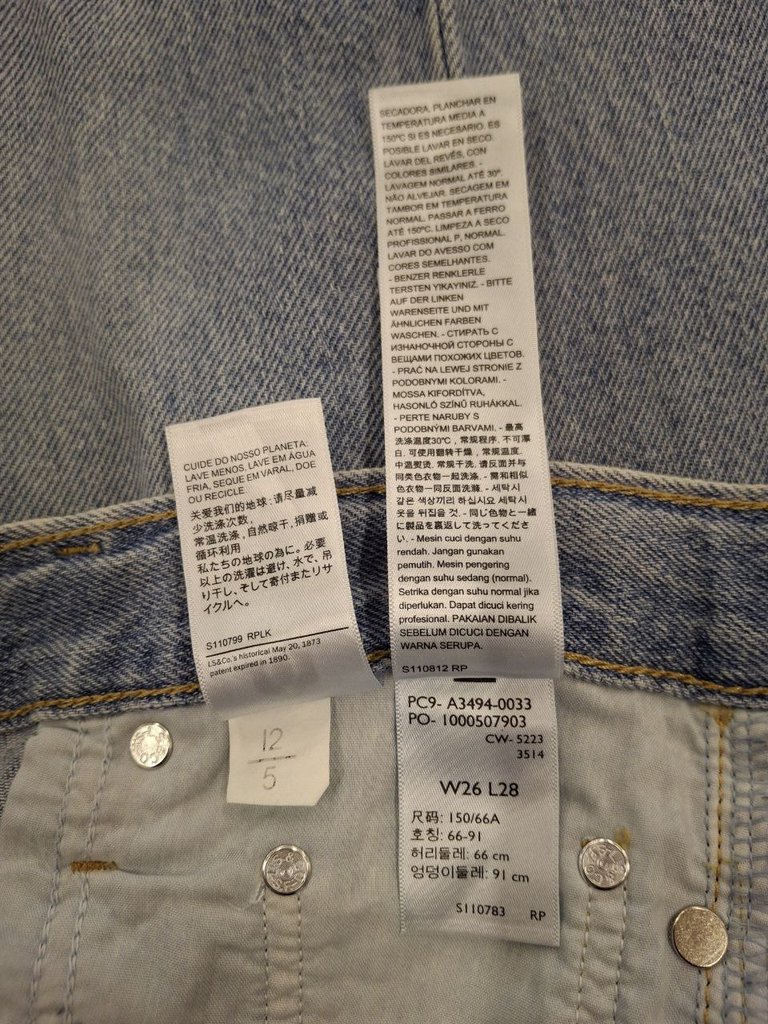 SECADORA, PLANCHAR EN
TEMPERATURA MEDIA A
150ºC SI ES NECESARIO. ES
POSIBLE LAVAR EN SECO.
LAVAR DEL REVÉS, CON
COLORES SIMILARES. -
LAVAGEM NORMAL ATÉ 30º.
NÃO ALVEJAR. SECAGEM EM
TAMBOR EM TEMPERATURA
NORMAL. PASSAR A FERRO
ATÉ 150ºC. LIMPEZA A SECO
PROFISSIONAL P, NORMAL.
LAVAR DO AVESSO COM
CORES SEMELHANTES.
- BENZER RENKLERLE
TERSTEN YIKAYINIZ. - BITTE
AUF DER LINKEN
WARENSEITE UND MIT
ÄHNLICHEN FARBEN
WASCHEN. - СТИРАТЬ С
ИЗНАНОЧНОЙ СТОРОНЫ С
ВЕЩАМИ ПОХОЖИХ ЦВЕТОВ.
- PRAĆ NA LEWEJ STRONIE Z
PODOBNYMI KOLORAMI. -
MOSSA KIFORDÍTVA,
HASONLÓ SZÍNŰ RUHÁKKAL.
- PERTE NARUBY S
PODOBNÝMI BARVAMI. - 最高
洗涤温度30℃，常规程序. 不可漂
白. 可使用翻转干燥，常规温度.
中温熨烫. 常规干洗. 请反面并与
同类色衣物一起洗涤. - 需和相似
色衣物一同反面洗滌. - 세탁시
같은 색상끼리 하십시요 세탁시
옷을 뒤집을 것. - 同じ色物と一緒
に製品を裏返して洗ってくださ
い. - Mesin cuci dengan suhu
rendah. Jangan gunakan
pemutih. Mesin pengering
dengan suhu sedang (normal).
Setrika dengan suhu normal jika
diperlukan. Dapat dicuci kering
profesional. PAKAIAN DIBALIK
SEBELUM DICUCI DENGAN
WARNA SERUPA.
S110812 RP
CUIDE DO NOSSO PLANETA:
LAVE MENOS, LAVE EM ÁGUA
FRIA, SEQUE EM VARAL, DOE
OU RECICLE.
关爱我们的地球: 请尽量减
少洗涤次数,
常温洗涤, 自然晾干, 捐赠或
循环利用
私たちの地球の為に。必要
以上の洗濯は避け、水で、吊
り干し、そして寄付またリサ
イクルへ。
S110799 RPLK
LS&Co.'s historical May 20, 1873
patent expired in 1890.
12
5
PC9- A3494-0033
PO- 1000507903
CW- 5223
3514
W26 L28
尺码: 150/66A
호칭: 66-91
허리둘레: 66 cm
엉덩이둘레: 91 cm
S110783 RP